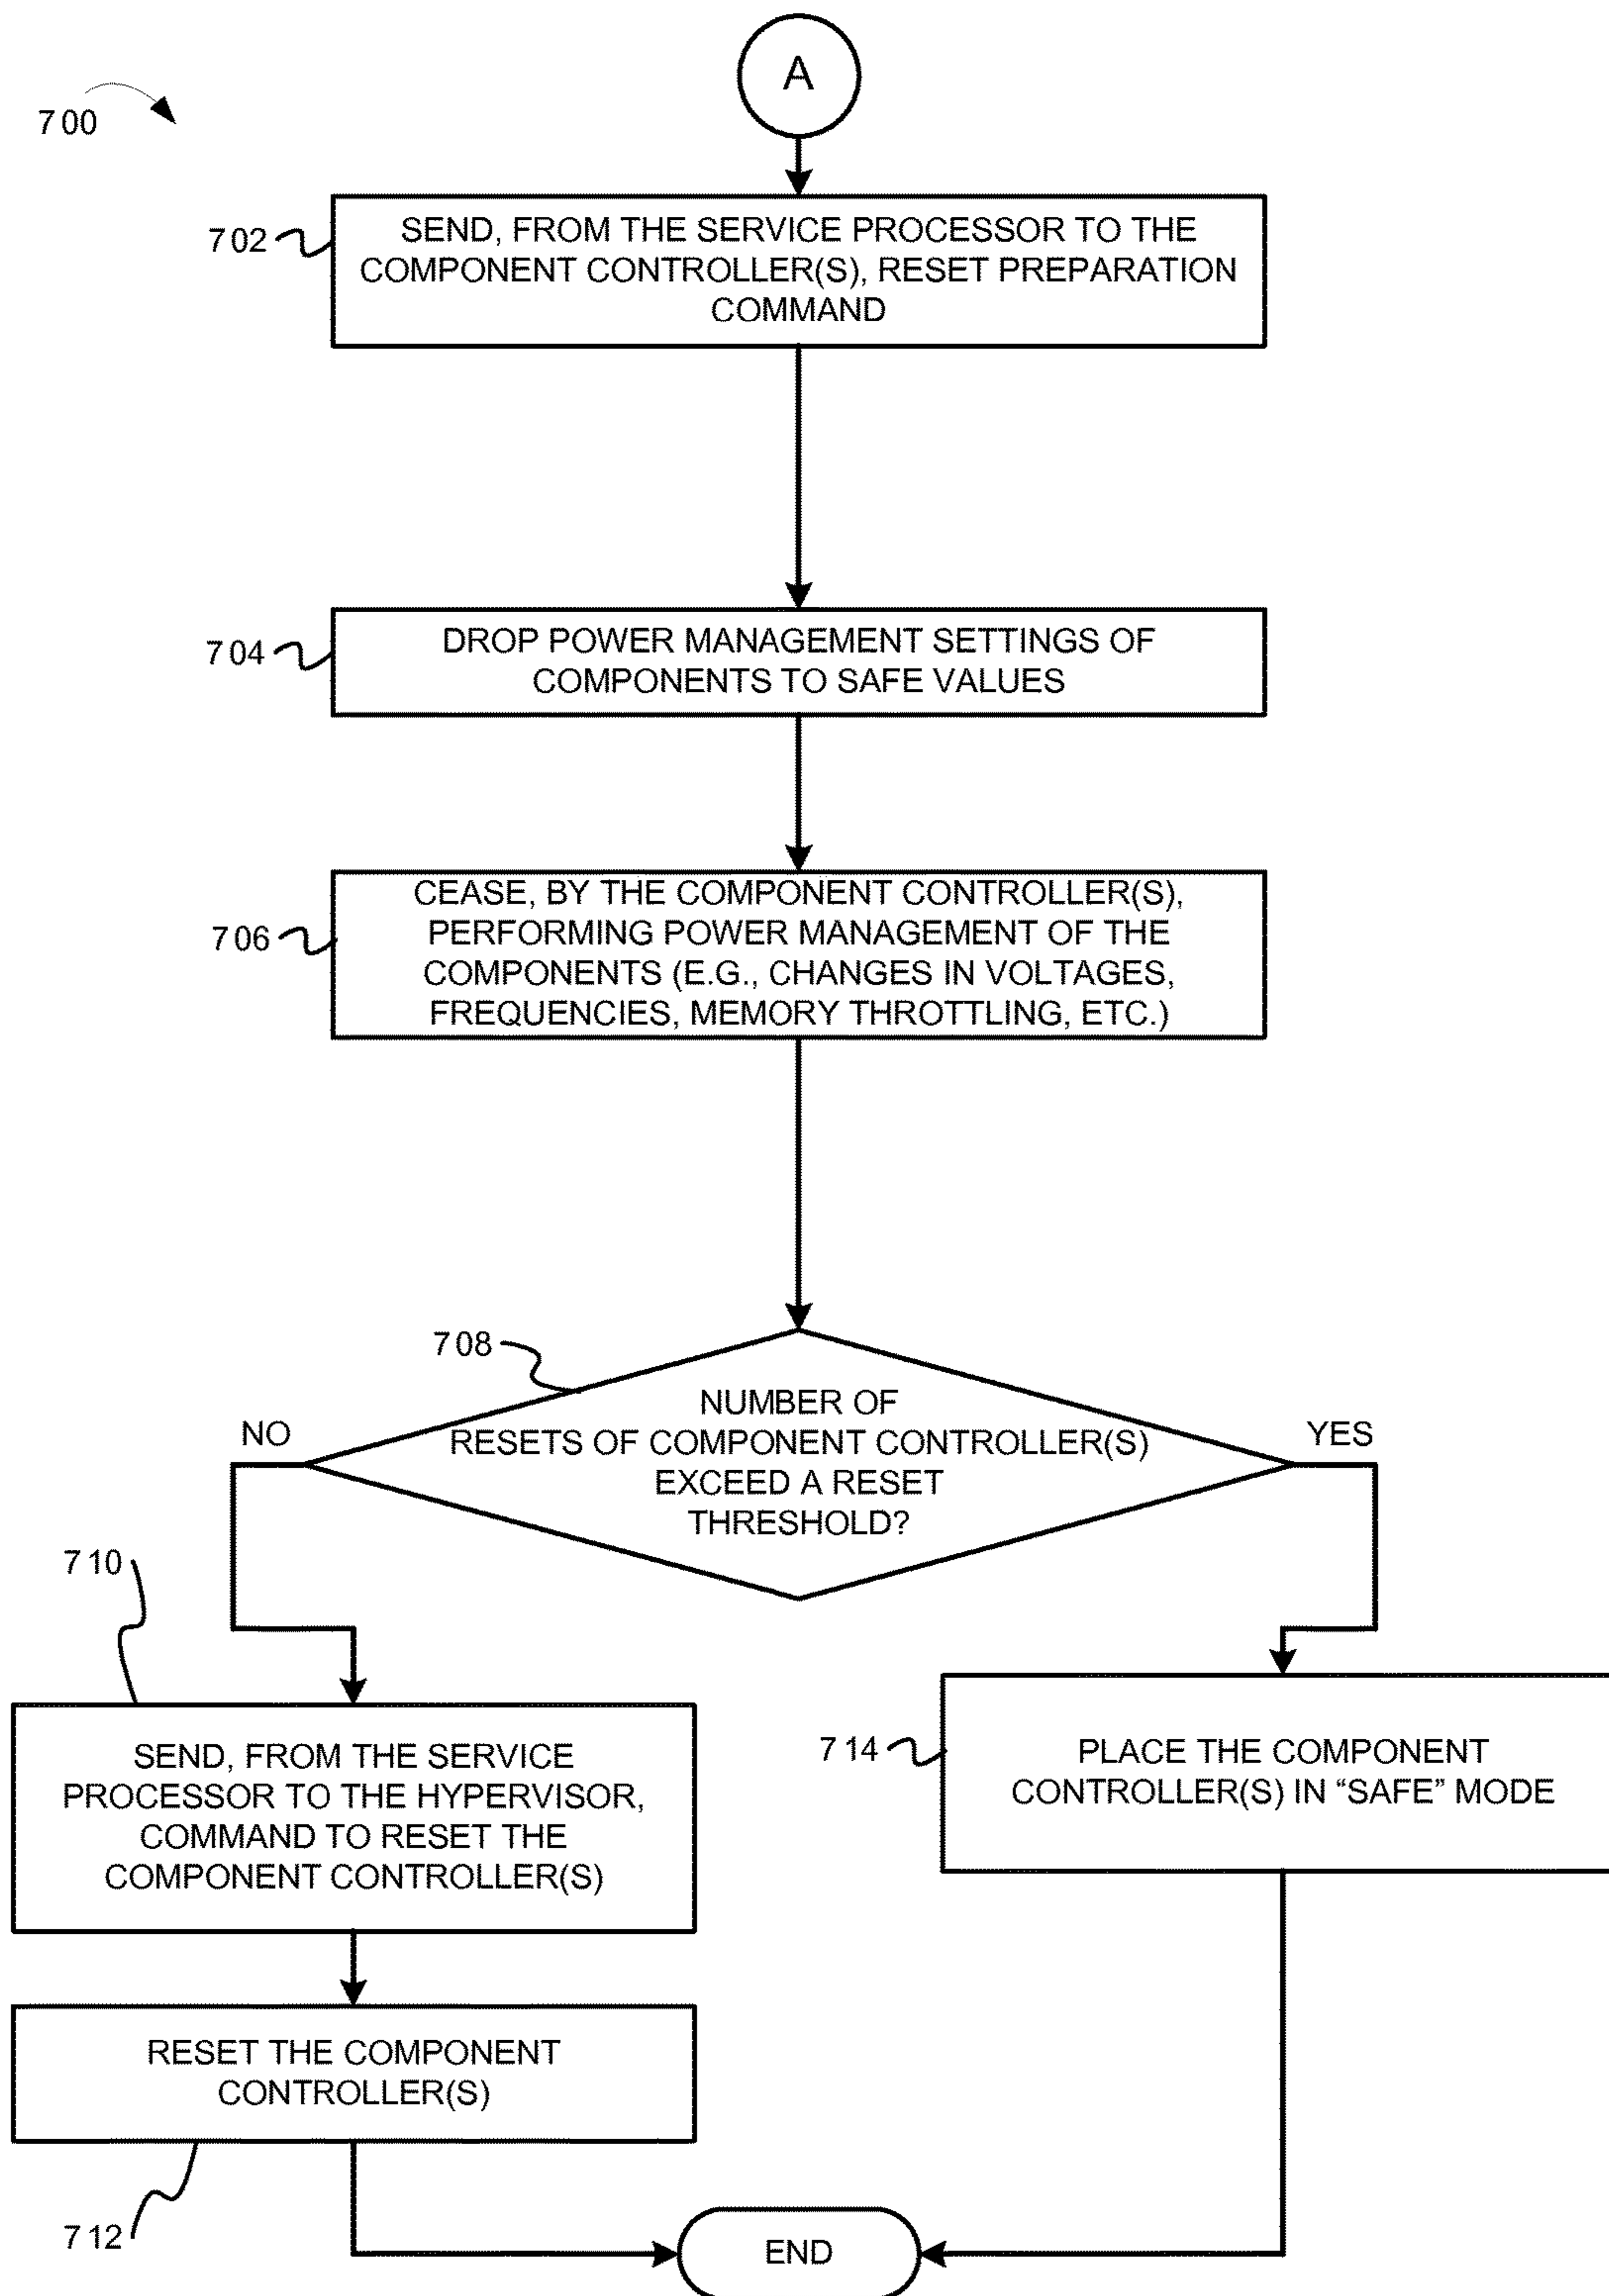 A
700
702
SEND, FROM THE SERVICE PROCESSOR TO THE
COMPONENT CONTROLLER(S), RESET PREPARATION
COMMAND
704
DROP POWER MANAGEMENT SETTINGS OF
COMPONENTS TO SAFE VALUES
706
CEASE, BY THE COMPONENT CONTROLLER(S),
PERFORMING POWER MANAGEMENT OF THE
COMPONENTS (E.G., CHANGES IN VOLTAGES,
FREQUENCIES, MEMORY THROTTLING, ETC.)
708
NUMBER OF
RESETS OF COMPONENT CONTROLLER(S)
EXCEED A RESET
THRESHOLD?
NO
YES
710
SEND, FROM THE SERVICE
PROCESSOR TO THE HYPERVISOR,
COMMAND TO RESET THE
COMPONENT CONTROLLER(S)
714
PLACE THE COMPONENT
CONTROLLER(S) IN “SAFE” MODE
RESET THE COMPONENT
CONTROLLER(S)
712
END